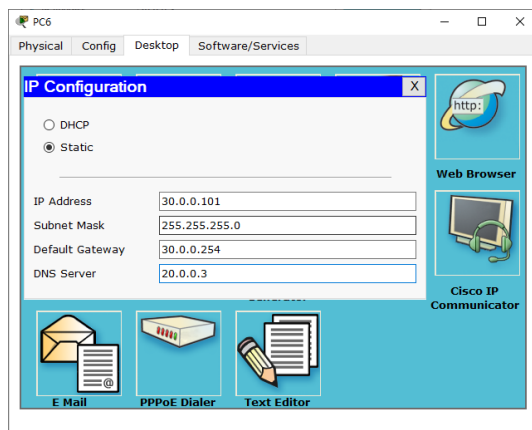 PC6
Physical Config Desktop Software/Services
IP Configuration X
http:
DHCP
Static
Web Browser
IP Address 30.0.0.101
Subnet Mask 255.255.255.0
Default Gateway 30.0.0.254
DNS Server 20.0.0.3
Cisco IP
Communicator
@
E Mail PPPoE Dialer Text Editor